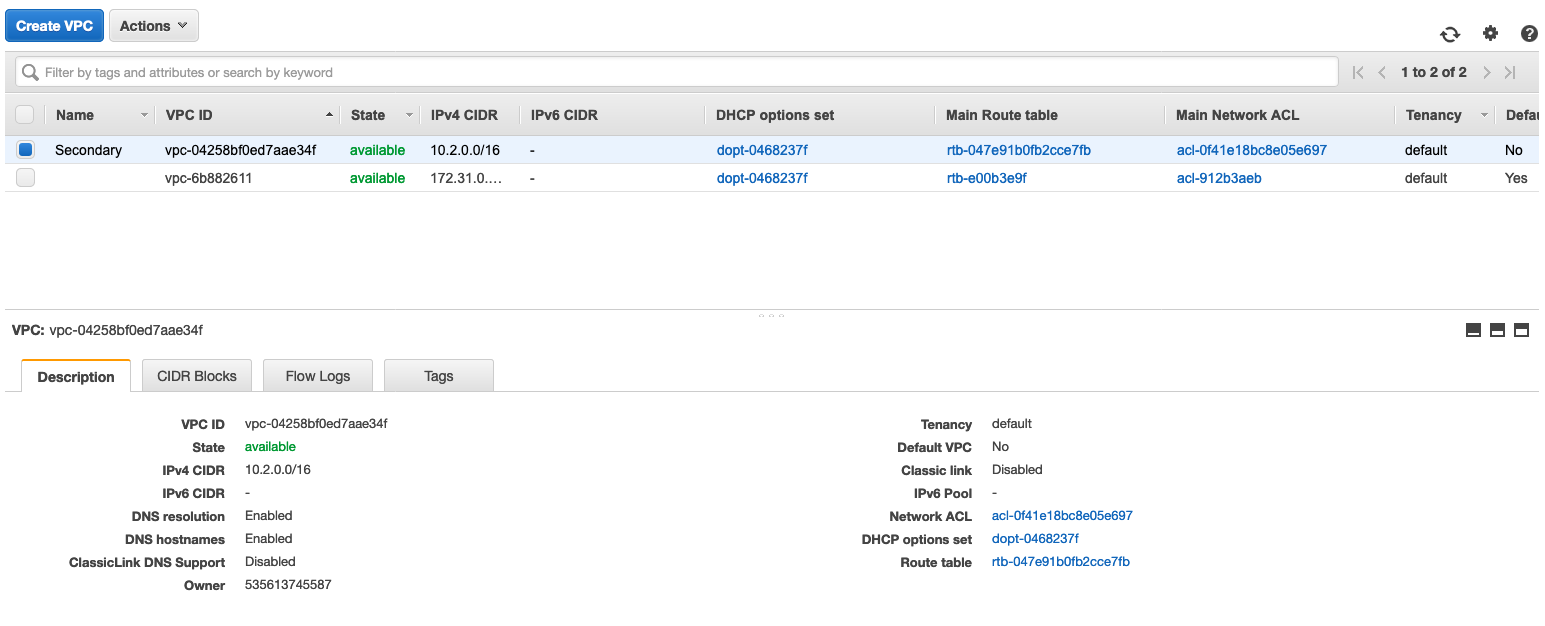 Create VPC Actions
Filter by tags and attributes or search by keyword 1 to 2 of 2
Name VPC ID State IPv4 CIDR IPv6 CIDR DHCP options set Main Route table Main Network ACL Tenancy Defau
Secondary vpc-04258bf0ed7aae34f available 10.2.0.0/16 - dopt-0468237f rtb-047e91b0fb2cce7fb acl-0f41e18bc8e05e697 default No
vpc-6b882611 available 172.31.0.... - dopt-0468237f rtb-e00b3e9f acl-912b3aeb default Yes
VPC: vpc-04258bf0ed7aae34f
Description CIDR Blocks Flow Logs Tags
VPC ID vpc-04258bf0ed7aae34f Tenancy default
State available Default VPC No
IPv4 CIDR 10.2.0.0/16 Classic link Disabled
IPv6 CIDR - IPv6 Pool -
DNS resolution Enabled Network ACL acl-0f41e18bc8e05e697
DNS hostnames Enabled DHCP options set dopt-0468237f
ClassicLink DNS Support Disabled Route table rtb-047e91b0fb2cce7fb
Owner 535613745587